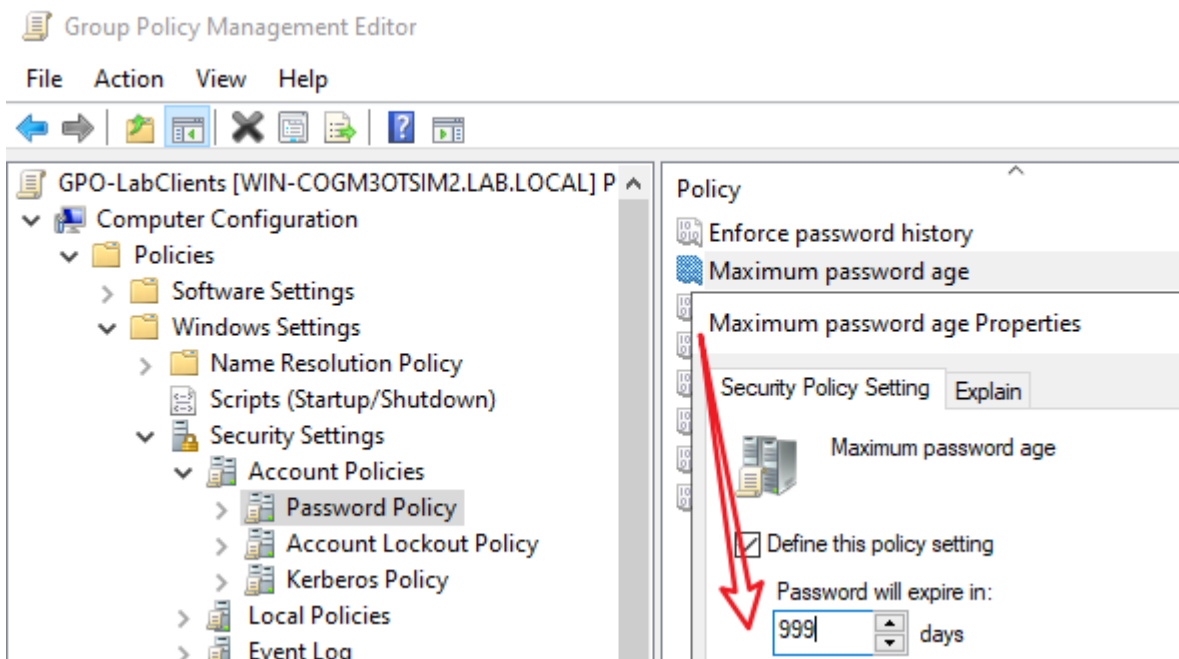 Group Policy Management Editor
File Action View Help
GPO-LabClients [WIN-COGM3OTSIM2.LAB.LOCAL] P
Computer Configuration
Policies
Software Settings
Windows Settings
Name Resolution Policy
Scripts (Startup/Shutdown)
Security Settings
Account Policies
Password Policy
Account Lockout Policy
Kerberos Policy
Local Policies
Event Log
Policy
Enforce password history
Maximum password age
Maximum password age Properties
Security Policy Setting Explain
Maximum password age
Define this policy setting
Password will expire in:
999 days